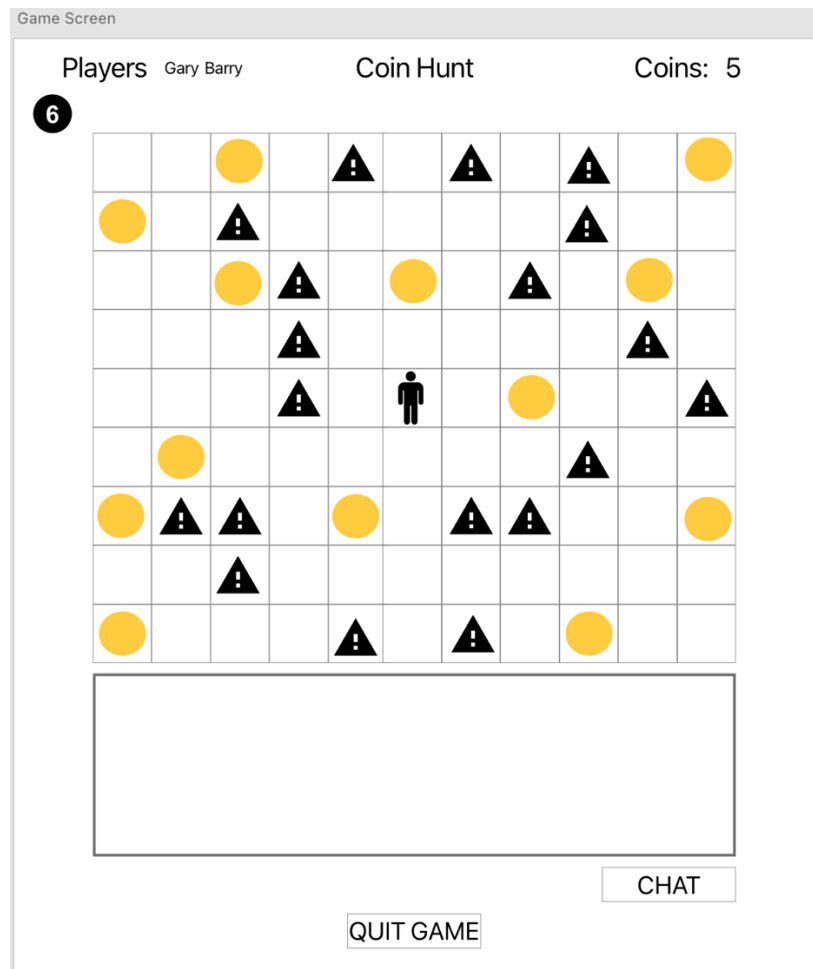 Game Screen
Players Gary Barry Coin Hunt Coins: 5
6
CHAT
QUIT GAME